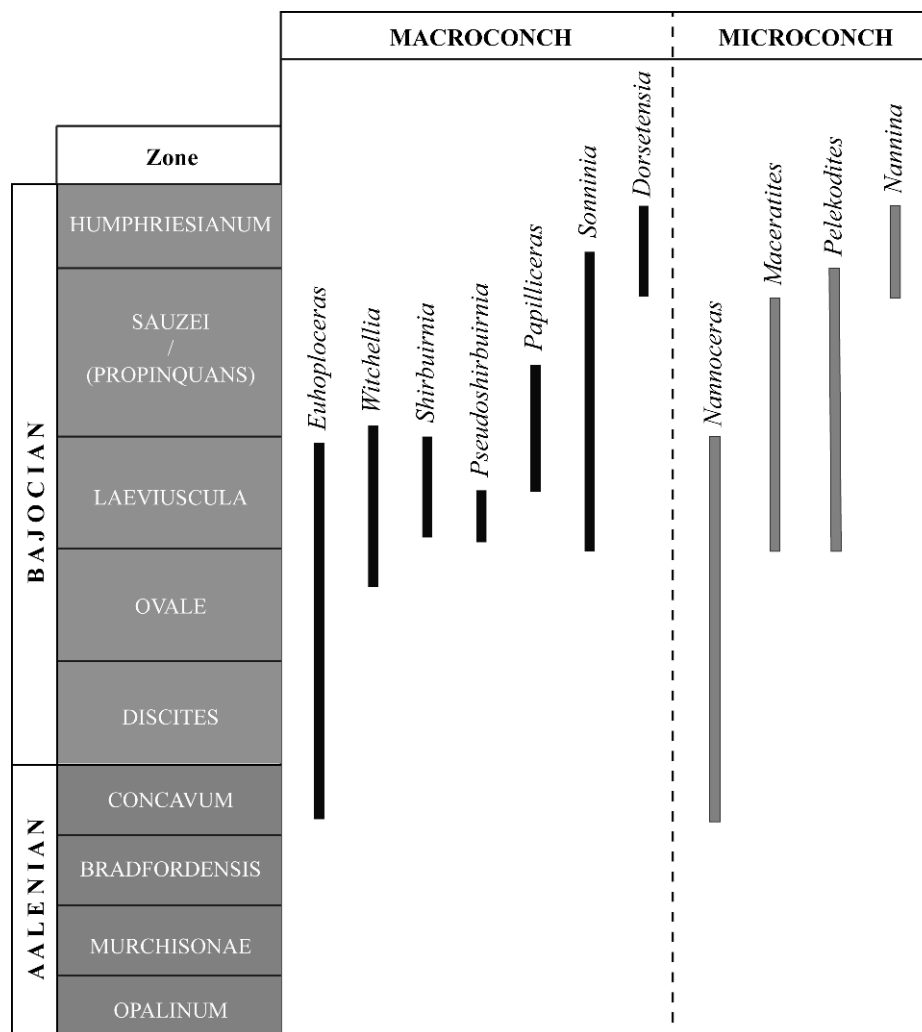 MACROCONCH
MICROCONCH
Zone
BAJOCIAN
HUMPHRIESIANUM
SAUZEI
/
(PROPINQUANS)
LAEVIUSCULA
OVALE
DISCITES
AALENIAN
CONCAVUM
BRADFORDENSIS
MURCHISONAE
OPALINUM
Euhoploceras
Witchellia
Shirbuirnia
Pseudoshirbuirnia
Papilliceras
Sonninia
Dorsetensia
Nannoceras
Maceratites
Pelekodites
Nannina